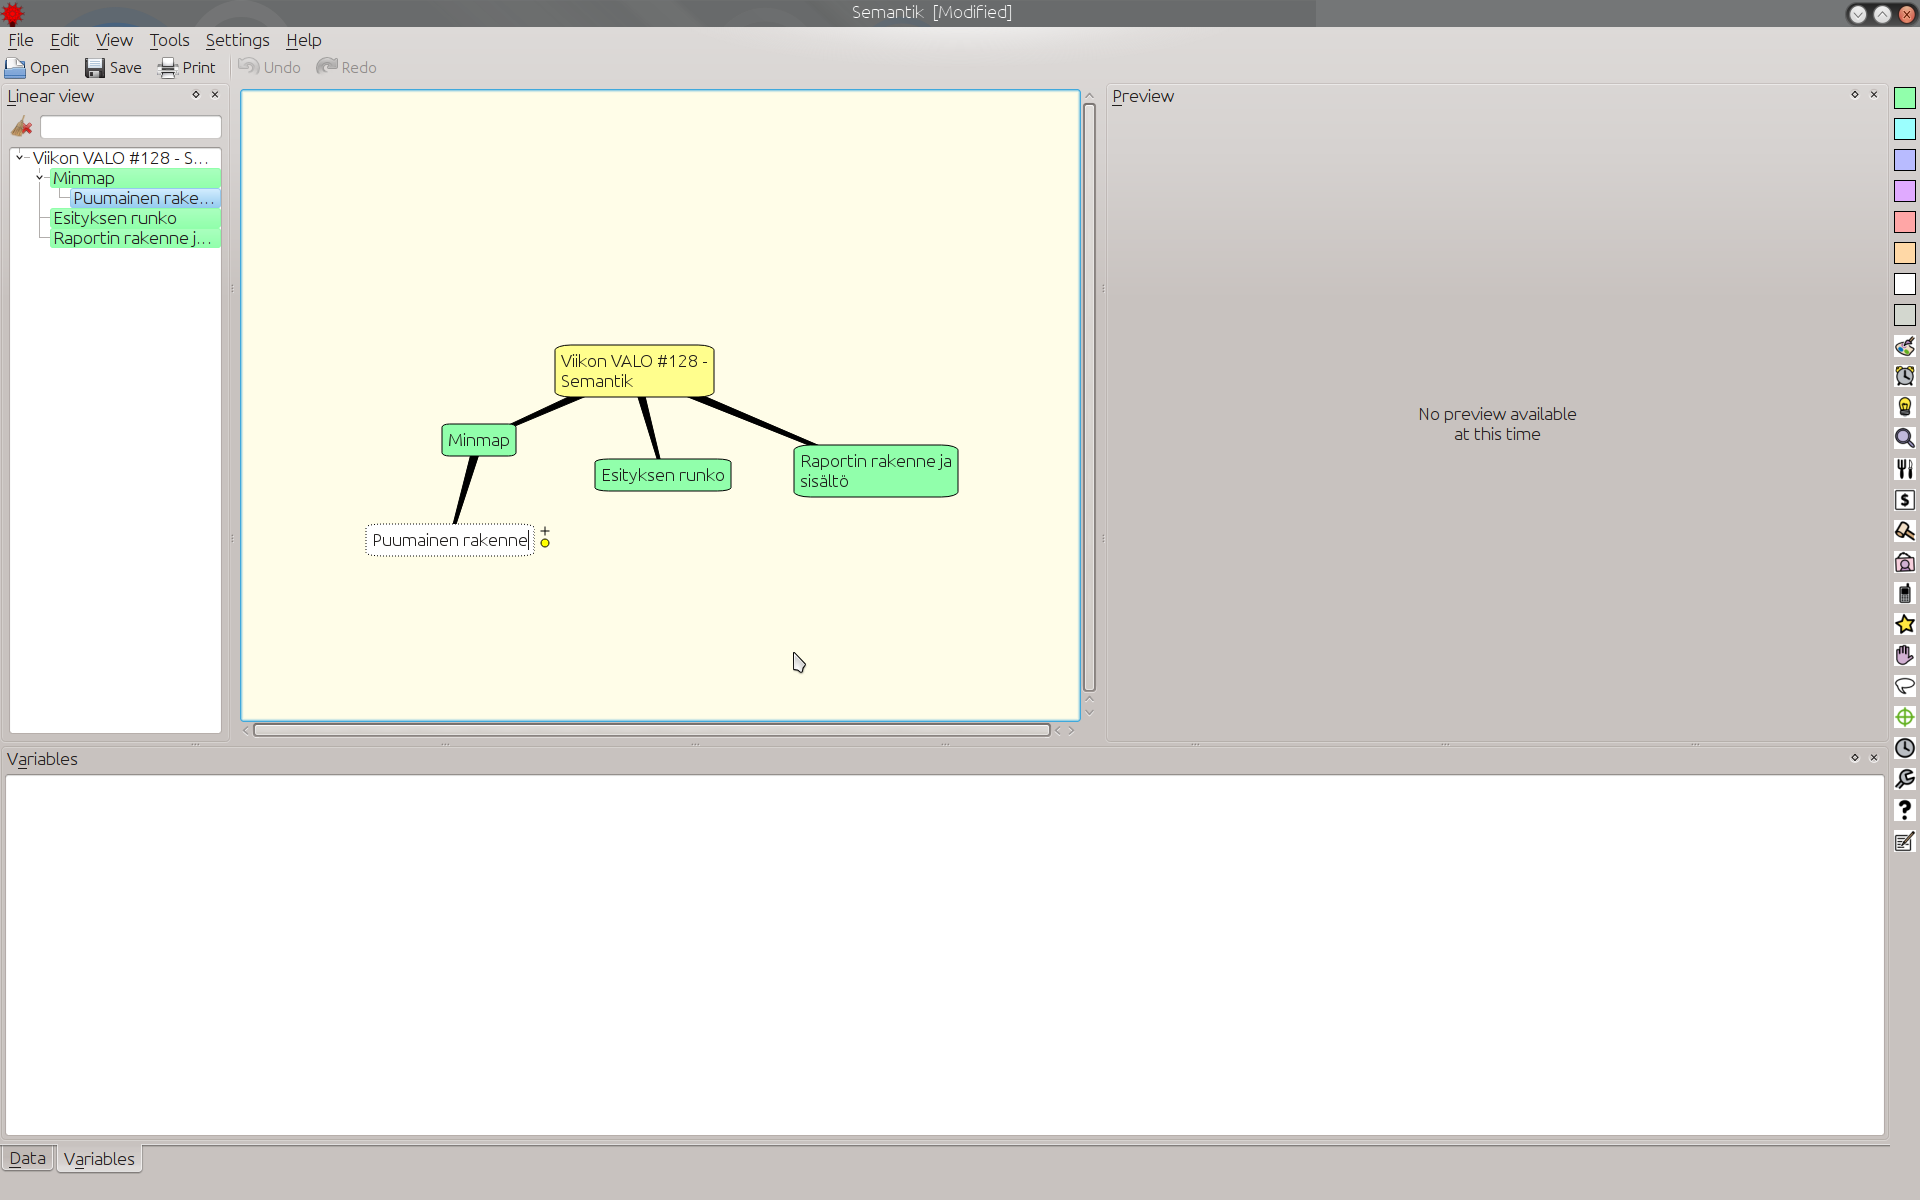 Semantik [Modified]
File Edit View Tools Settings Help
Open Save Print Undo Redo
Linear view
Viikon VALO #128 - S...
Minmap
Puumainen rake...
Esityksen runko
Raportin rakenne j...
Viikon VALO #128 -
Semantik
Minmap
Esityksen runko
Raportin rakenne ja
sisältö
Puumainen rakenne
Preview
No preview available
at this time
Variables
Data Variables